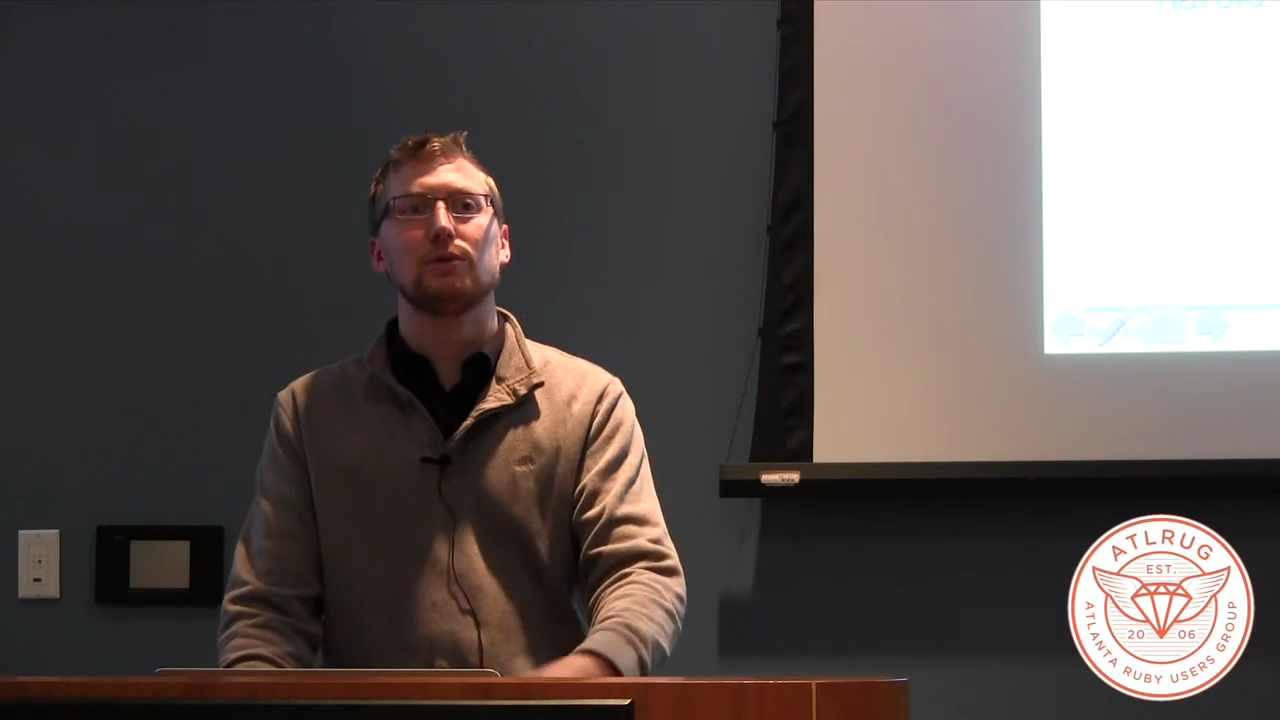 ATLRUG
EST.
20 06
ATLANTA RUBY USERS GROUP